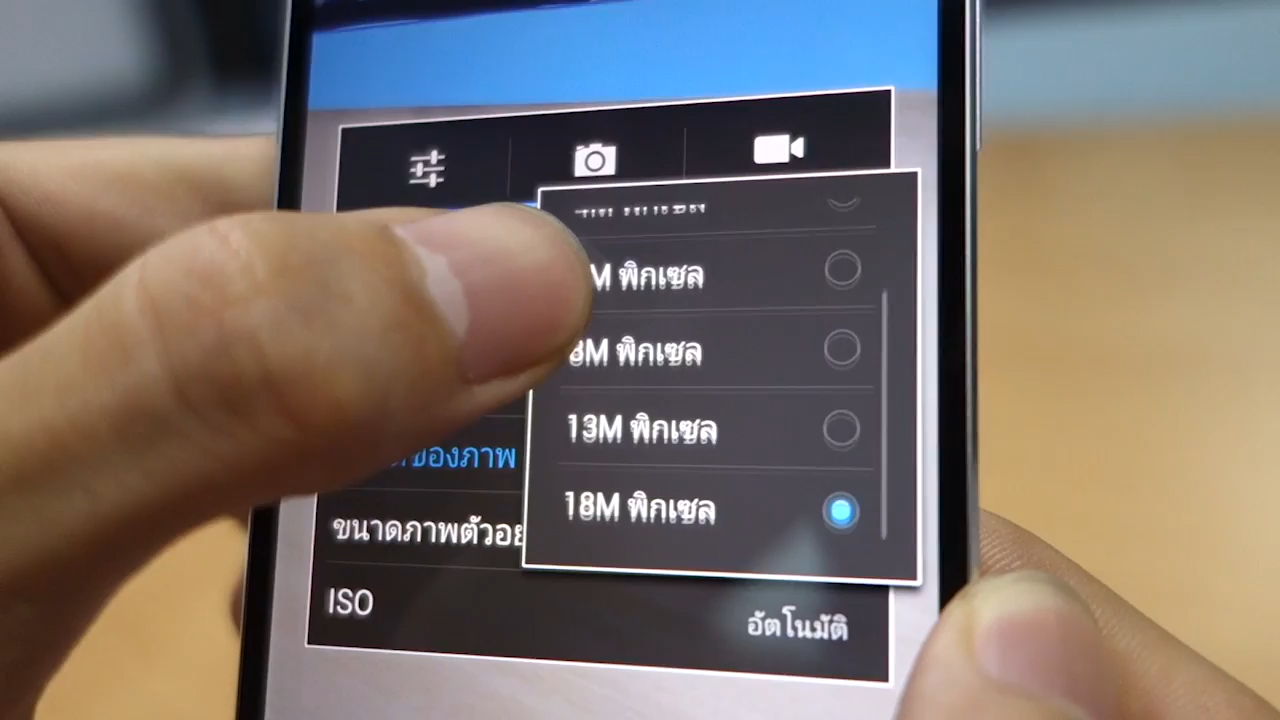 M พิกเซล
8M พิกเซล
13M พิกเซล
ของภาพ
18M พิกเซล
ขนาดภาพตัวอย
ISO
อัตโนมัติ